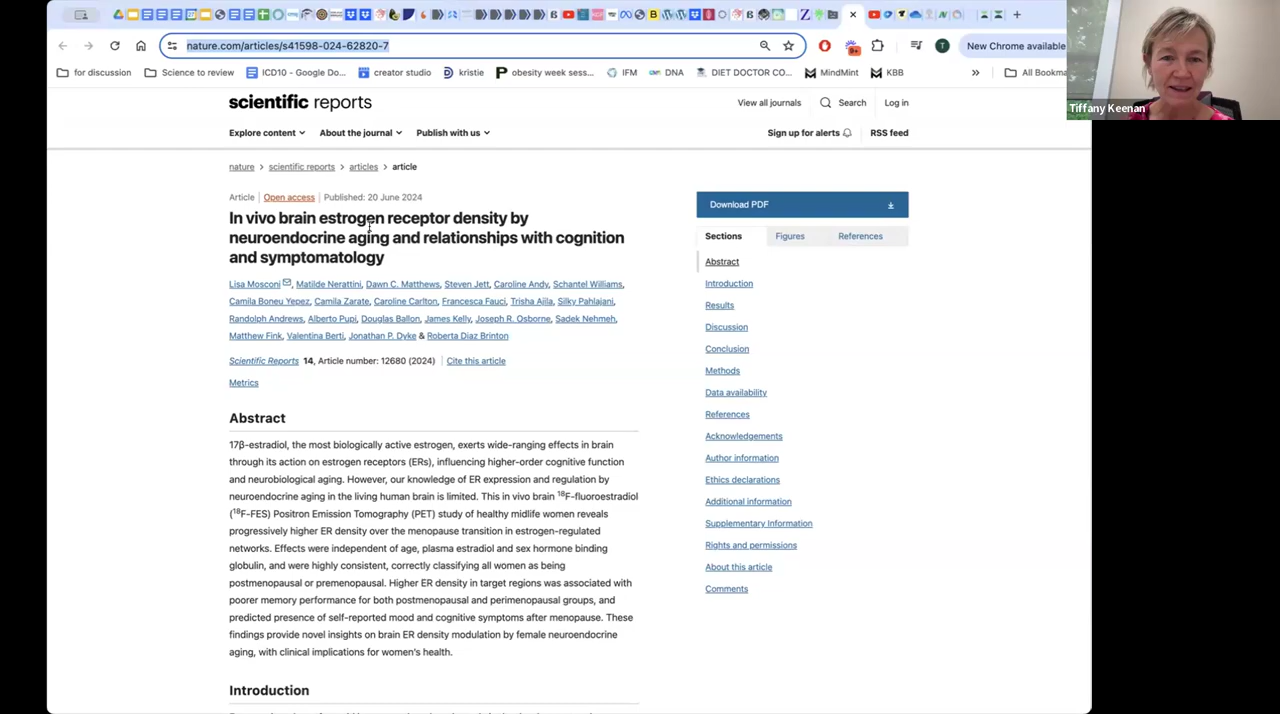 nature.com/articles/s41598-024-62820-7
New Chrome available
for discussion
Science to review
ICD10 - Google Do...
creator studio
kristie
obesity week sess...
IFM
DNA
DIET DOCTOR CO...
MindMint
KBB
»
All Bookma
Tiffany Keenan
scientific reports
View all journals
Search
Log in
Explore content
About the journal
Publish with us
Sign up for alerts
RSS feed
nature > scientific reports > articles > article
Article | Open access | Published: 20 June 2024
In vivo brain estrogen receptor density by
neuroendocrine aging and relationships with cognition
and symptomatology
Lisa Mosconi, Matilde Nerattini, Dawn C. Matthews, Steven Jett, Caroline Andy, Schantel Williams,
Camila Boneu Yepez, Camila Zarate, Caroline Carlton, Francesca Fauci, Trisha Ajila, Silky Pahlajani,
Randolph Andrews, Alberto Pupi, Douglas Ballon, James Kelly, Joseph R. Osborne, Sadek Nehmeh,
Matthew Fink, Valentina Berti, Jonathan P. Dyke & Roberta Diaz Brinton
Scientific Reports 14, Article number: 12680 (2024) | Cite this article
Metrics
Abstract
17β-estradiol, the most biologically active estrogen, exerts wide-ranging effects in brain
through its action on estrogen receptors (ERs), influencing higher-order cognitive function
and neurobiological aging. However, our knowledge of ER expression and regulation by
neuroendocrine aging in the living human brain is limited. This in vivo brain 18F-fluoroestradiol
(18F-FES) Positron Emission Tomography (PET) study of healthy midlife women reveals
progressively higher ER density over the menopause transition in estrogen-regulated
networks. Effects were independent of age, plasma estradiol and sex hormone binding
globulin, and were highly consistent, correctly classifying all women as being
postmenopausal or premenopausal. Higher ER density in target regions was associated with
poorer memory performance for both postmenopausal and perimenopausal groups, and
predicted presence of self-reported mood and cognitive symptoms after menopause. These
findings provide novel insights on brain ER density modulation by female neuroendocrine
aging, with clinical implications for women's health.
Introduction
Download PDF
Sections
Figures
References
Abstract
Introduction
Results
Discussion
Conclusion
Methods
Data availability
References
Acknowledgements
Author information
Ethics declarations
Additional information
Supplementary Information
Rights and permissions
About this article
Comments